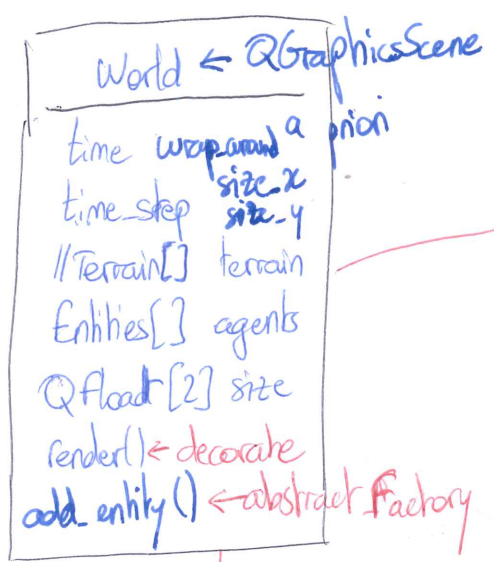 World ← QGraphicsScene
time wrap_around a priori
size_x
time_step size_y
//Terrain[] terrain
Entities[] agents
QFloat[2] size
render() ← decorate
add_entity() ← abstract Factory